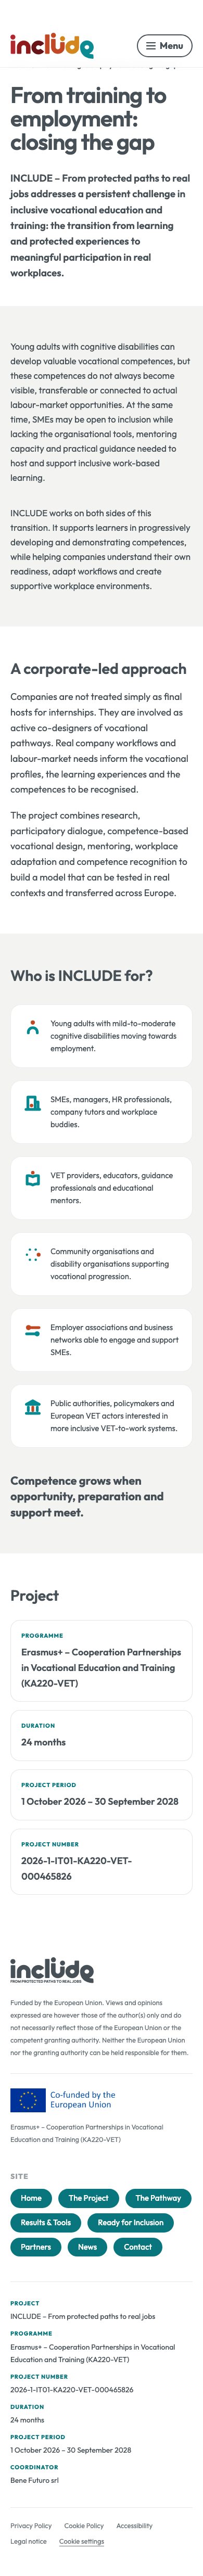 include
Menu
From training to
employment:
closing the gap
INCLUDE – From protected paths to real
jobs addresses a persistent challenge in
inclusive vocational education and
training: the transition from learning
and protected experiences to
meaningful participation in real
workplaces.
Young adults with cognitive disabilities can
develop valuable vocational competences, but
these competences do not always become
visible, transferable or connected to actual
labour-market opportunities. At the same
time, SMEs may be open to inclusion while
lacking the organisational tools, mentoring
capacity and practical guidance needed to
host and support inclusive work-based
learning.
INCLUDE works on both sides of this
transition. It supports learners in progressively
developing and demonstrating competences,
while helping companies understand their own
readiness, adapt workflows and create
supportive workplace environments.
A corporate-led approach
Companies are not treated simply as final
hosts for internships. They are involved as
active co-designers of vocational
pathways. Real company workflows and
labour-market needs inform the vocational
profiles, the learning experiences and the
competences to be recognised.
The project combines research,
participatory dialogue, competence-based
vocational design, mentoring, workplace
adaptation and competence recognition to
build a model that can be tested in real
contexts and transferred across Europe.
Who is INCLUDE for?
Young adults with mild-to-moderate
cognitive disabilities moving towards
employment.
SMEs, managers, HR professionals,
company tutors and workplace
buddies.
VET providers, educators, guidance
professionals and educational
mentors.
Community organisations and
disability organisations supporting
vocational progression.
Employer associations and business
networks able to engage and support
SMEs.
Public authorities, policymakers and
European VET actors interested in
more inclusive VET-to-work systems.
Competence grows when
opportunity, preparation and
support meet.
Project
PROGRAMME
Erasmus+ – Cooperation Partnerships
in Vocational Education and Training
(KA220-VET)
DURATION
24 months
PROJECT PERIOD
1 October 2026 – 30 September 2028
PROJECT NUMBER
2026-1-IT01-KA220-VET-
000465826
include
FROM PROTECTED PATHS TO REAL JOBS
Funded by the European Union. Views and opinions
expressed are however those of the author(s) only and do
not necessarily reflect those of the European Union or the
competent granting authority. Neither the European Union
nor the granting authority can be held responsible for them.
Co-funded by the
European Union
Erasmus+ – Cooperation Partnerships in Vocational
Education and Training (KA220-VET)
SITE
Home The Project The Pathway
Results & Tools Ready for Inclusion
Partners News Contact
PROJECT
INCLUDE – From protected paths to real jobs
PROGRAMME
Erasmus+ – Cooperation Partnerships in Vocational
Education and Training (KA220-VET)
PROJECT NUMBER
2026-1-IT01-KA220-VET-000465826
DURATION
24 months
PROJECT PERIOD
1 October 2026 – 30 September 2028
COORDINATOR
Bene Futuro srl
Privacy Policy Cookie Policy Accessibility
Legal notice Cookie settings